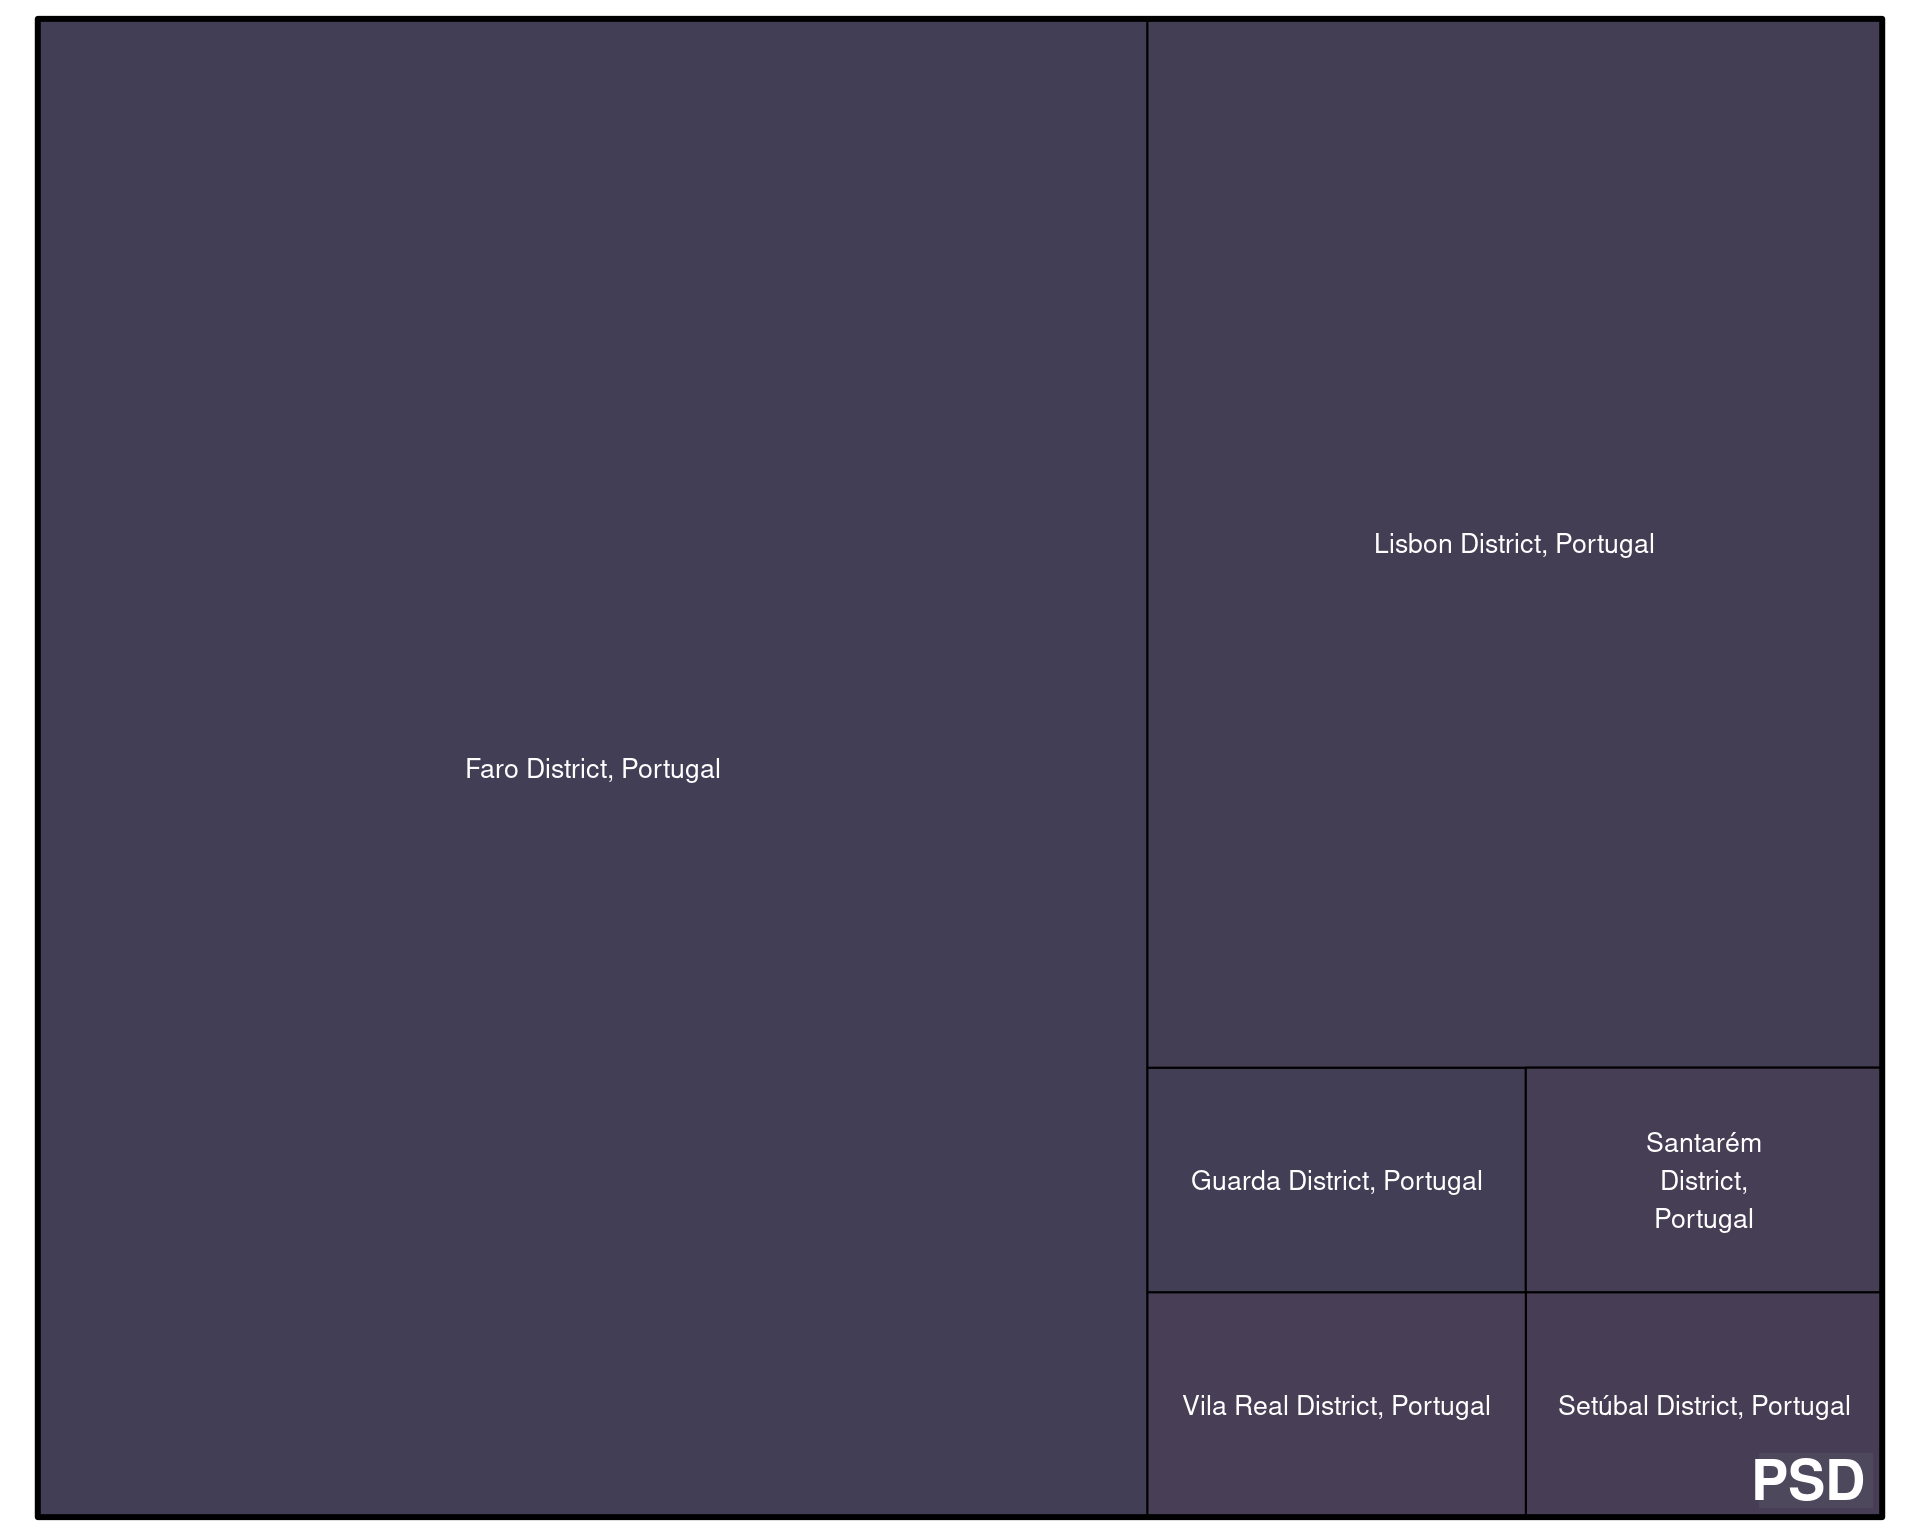 Faro District, Portugal
Lisbon District, Portugal
Guarda District, Portugal
Santarém
District,
Portugal
Vila Real District, Portugal
Setúbal District, Portugal
PSD